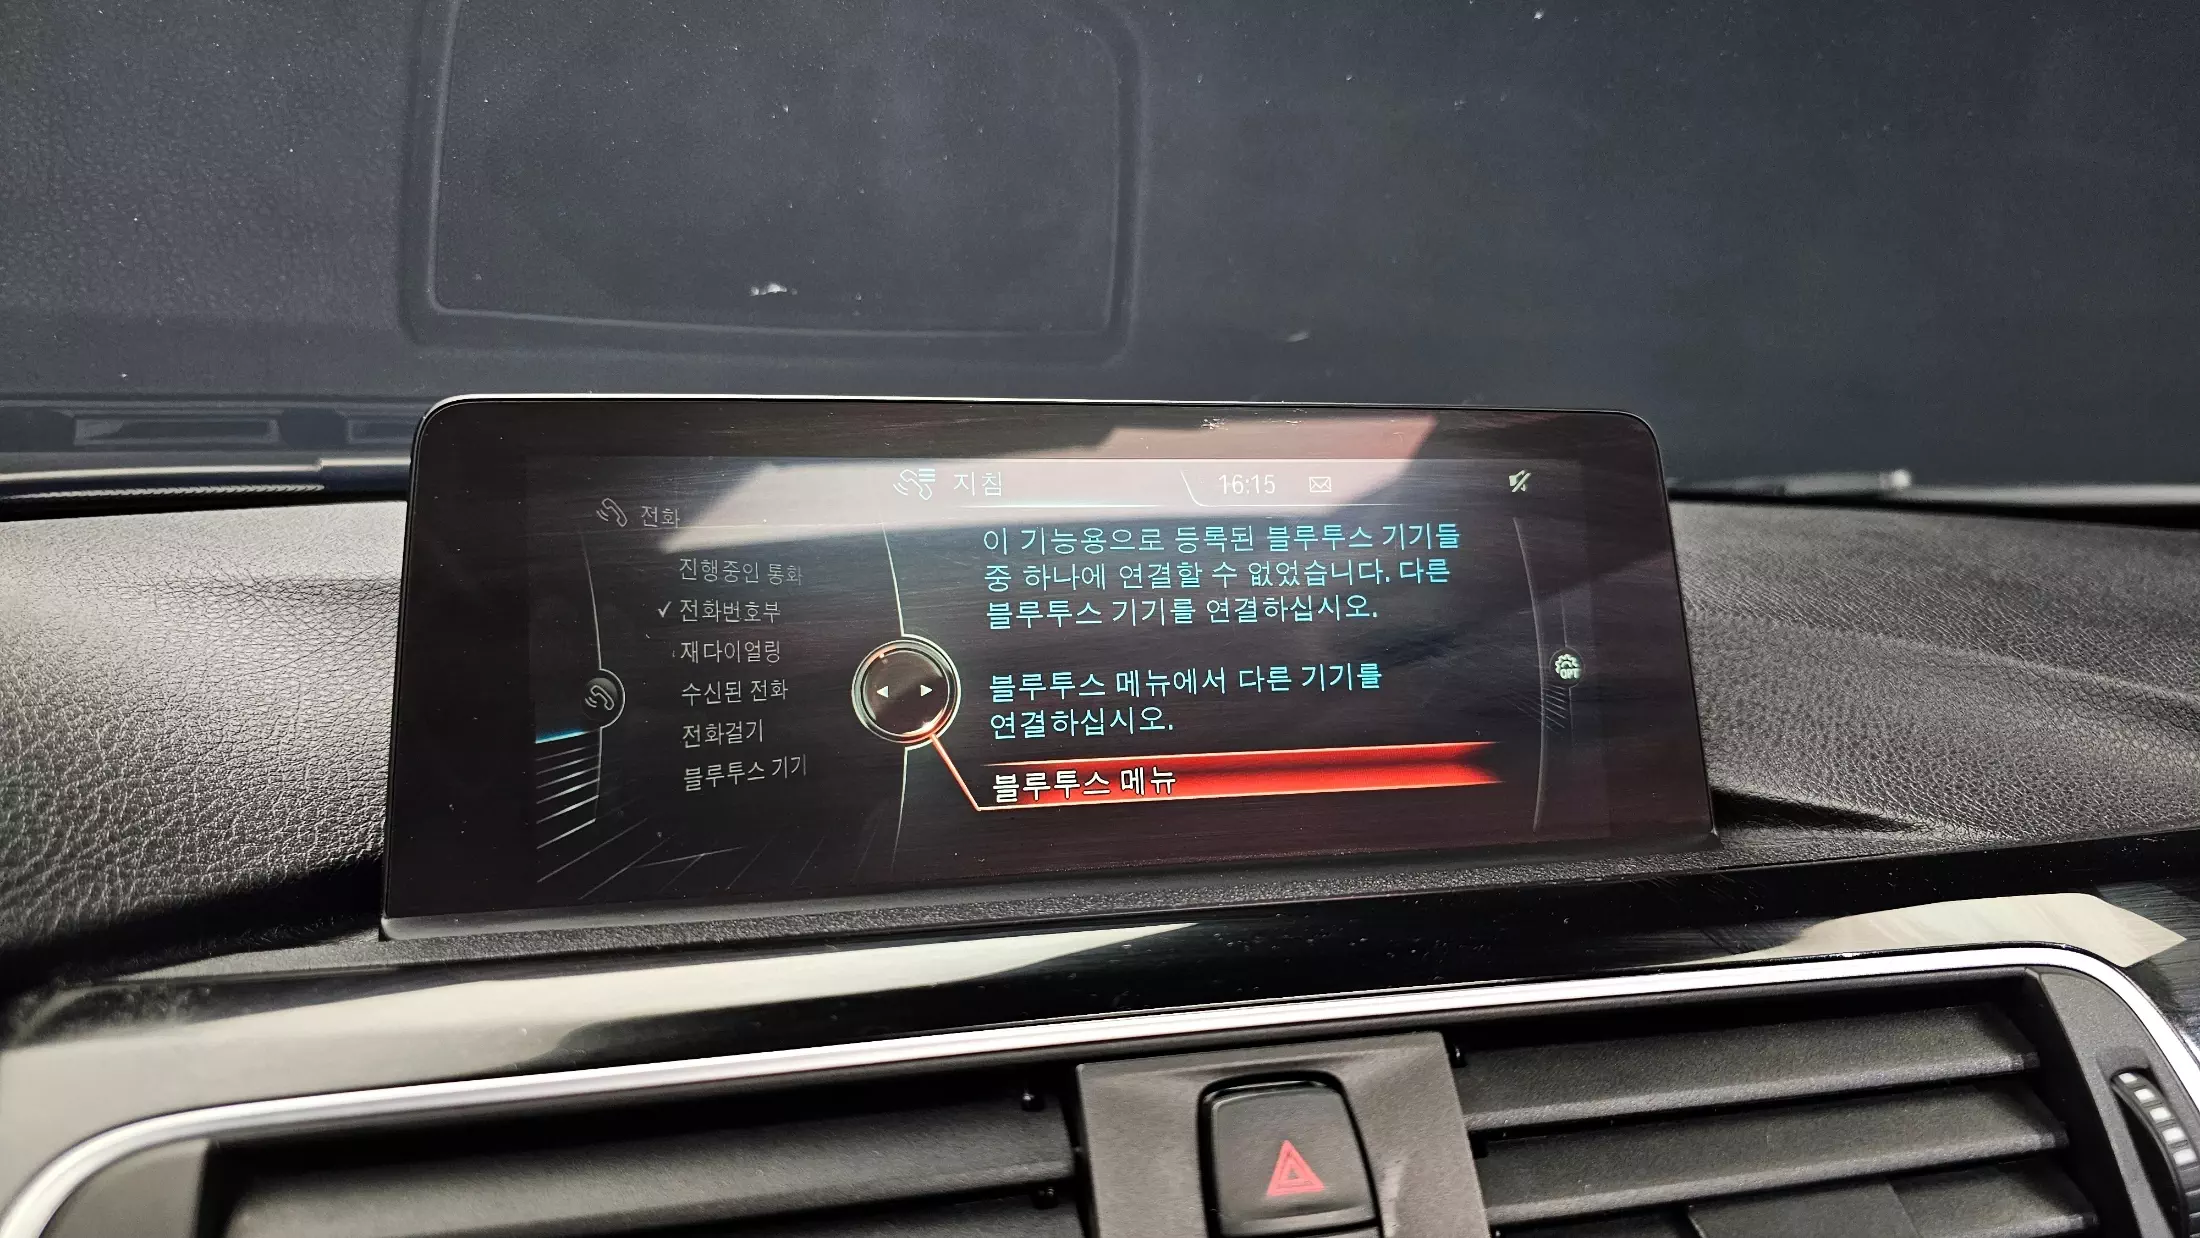 지침
16:15
전화
진행중인 통화
전화번호부
재다이얼링
수신된 전화
전화걸기
블루투스 기기
이 기능용으로 등록된 블루투스 기기들
중 하나에 연결할 수 없었습니다. 다른
블루투스 기기를 연결하십시오.
블루투스 메뉴에서 다른 기기를
연결하십시오.
블루투스 메뉴
OPT